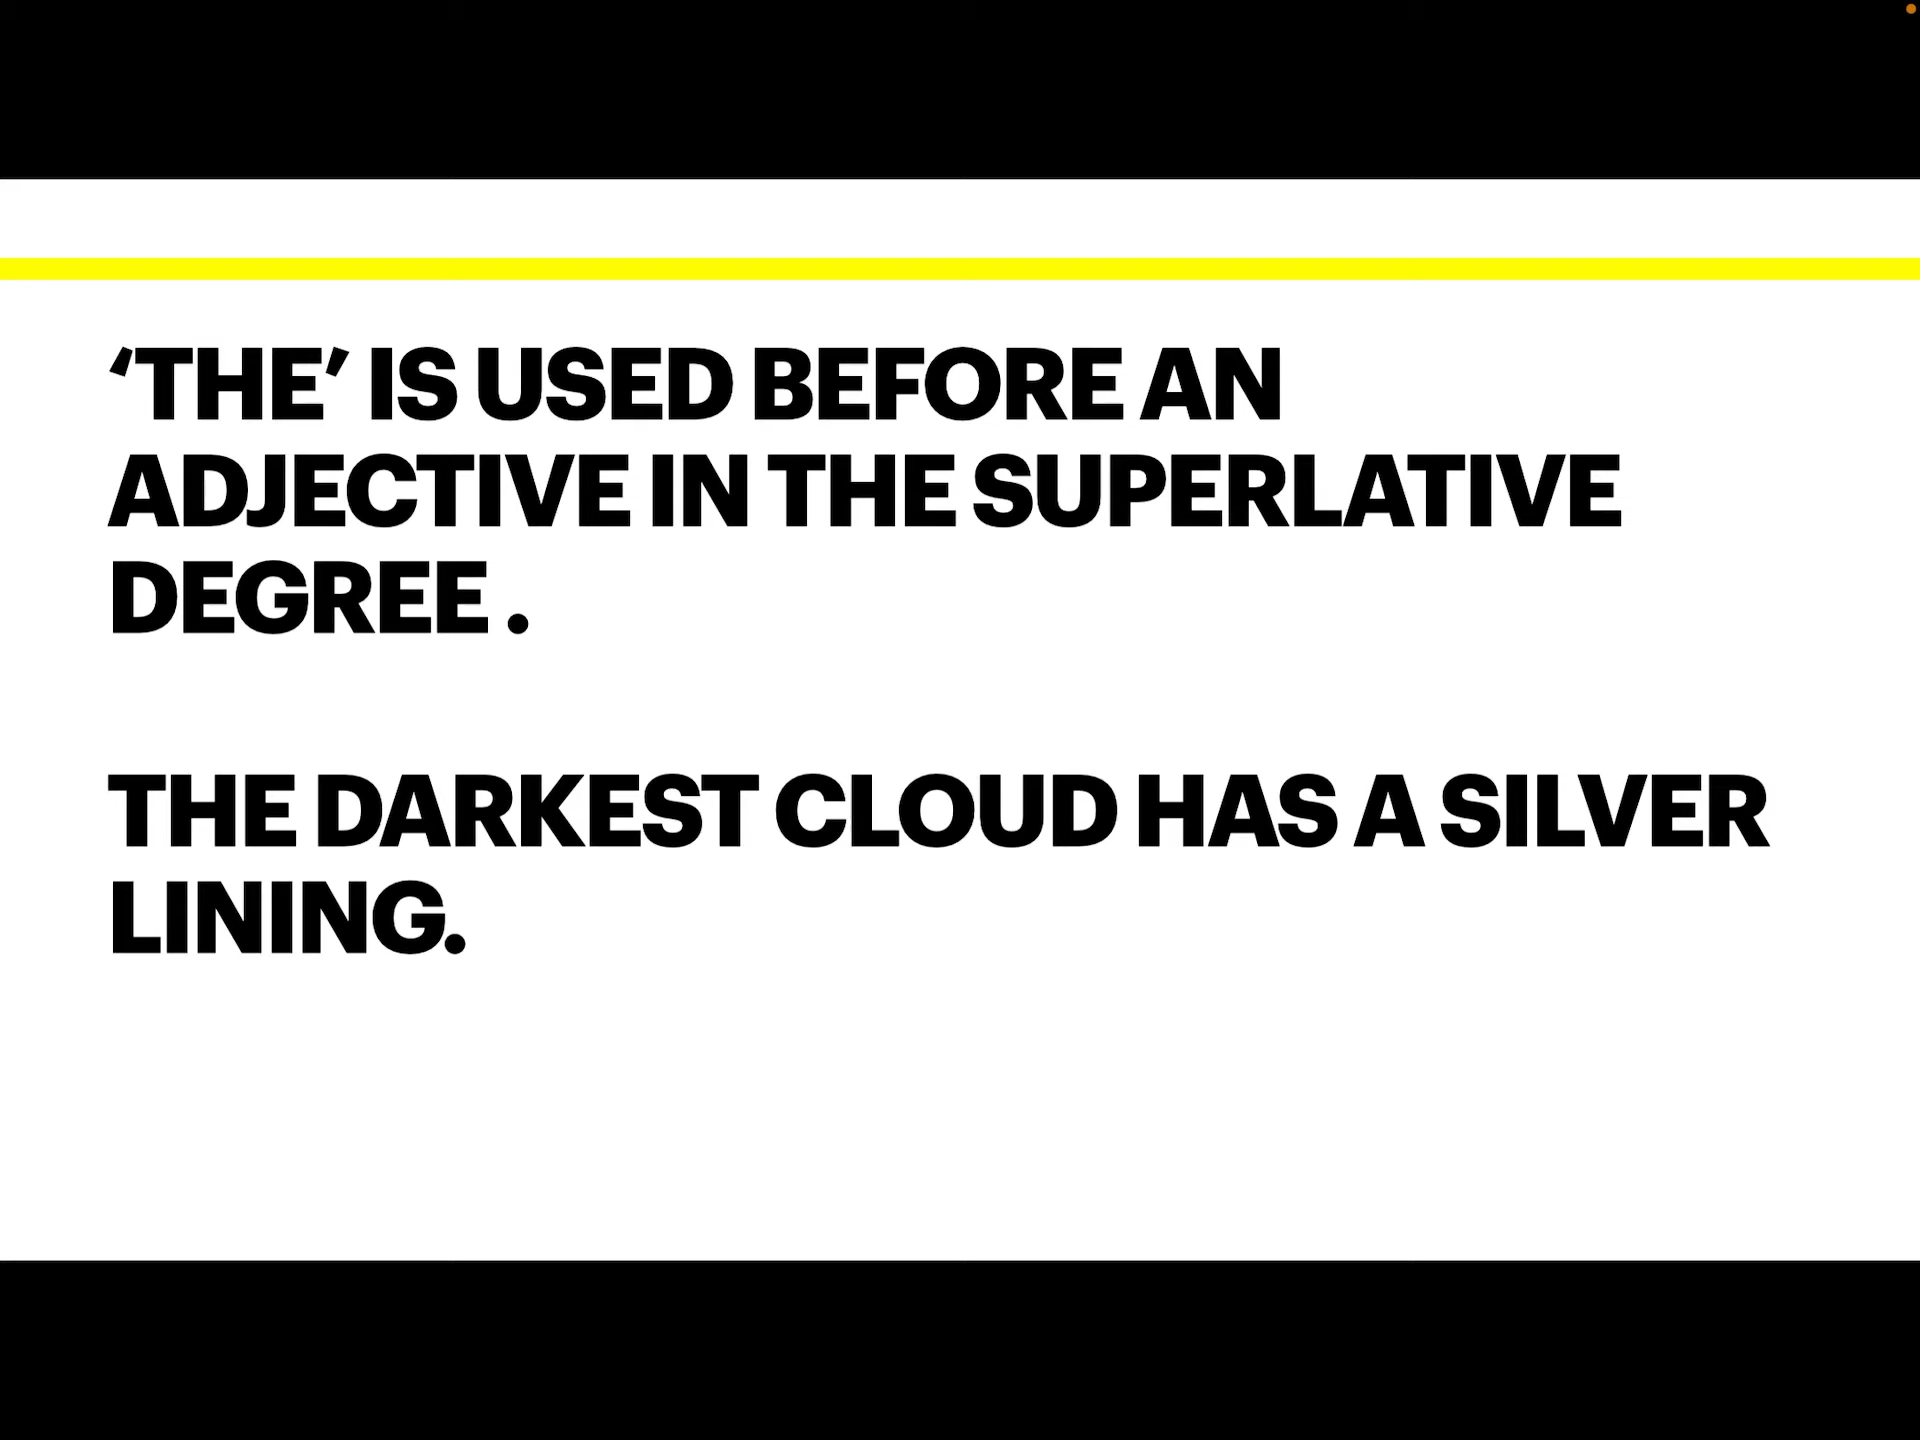 ‘THE’ IS USED BEFORE AN
ADJECTIVE IN THE SUPERLATIVE
DEGREE .
THE DARKEST CLOUD HAS A SILVER
LINING.